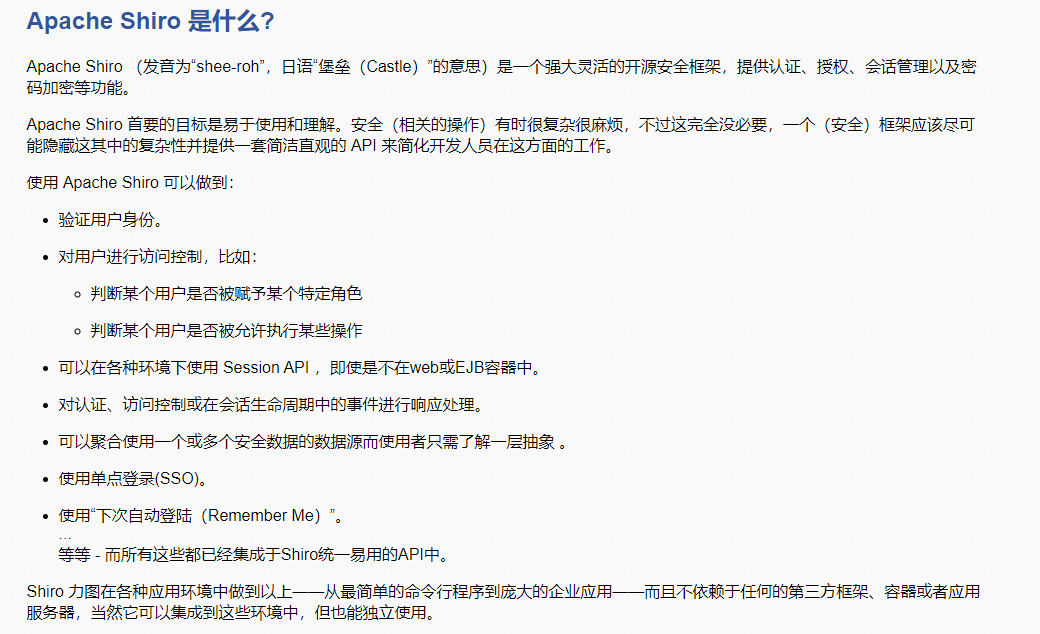 Apache Shiro 是什么?
Apache Shiro （发音为“shee-roh”，日语“堡垒（Castle）”的意思）是一个强大灵活的开源安全框架，提供认证、授权、会话管理以及密
码加密等功能。
Apache Shiro 首要的目标是易于使用和理解。安全（相关的操作）有时很复杂很麻烦，不过这完全没必要，一个（安全）框架应该尽可
能隐藏这其中的复杂性并提供一套简洁直观的 API 来简化开发人员在这方面的工作。
使用 Apache Shiro 可以做到：
• 验证用户身份。
• 对用户进行访问控制，比如：
◦ 判断某个用户是否被赋予某个特定角色
◦ 判断某个用户是否被允许执行某些操作
• 可以在各种环境下使用 Session API ，即使是不在web或EJB容器中。
• 对认证、访问控制或在会话生命周期中的事件进行响应处理。
• 可以聚合使用一个或多个安全数据的数据源而使用者只需了解一层抽象 。
• 使用单点登录(SSO)。
• 使用“下次自动登陆（Remember Me）”。
...
等等 - 而所有这些都已经集成于Shiro统一易用的API中。
Shiro 力图在各种应用环境中做到以上——从最简单的命令行程序到庞大的企业应用——而且不依赖于任何的第三方框架、容器或者应用
服务器，当然它可以集成到这些环境中，但也能独立使用。